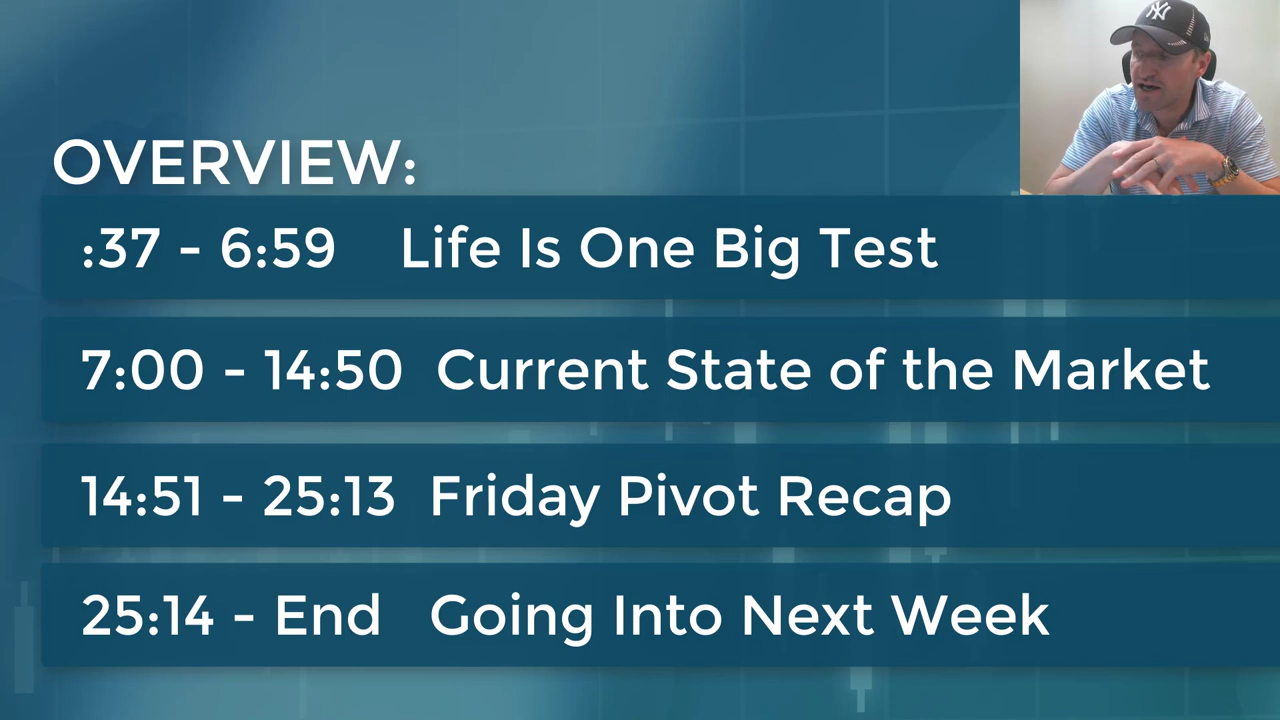 OVERVIEW:
:37 - 6:59 Life Is One Big Test
7:00 - 14:50 Current State of the Market
14:51 - 25:13 Friday Pivot Recap
25:14 - End Going Into Next Week
NY